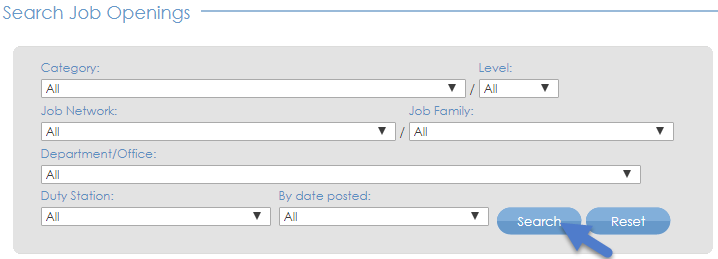 Search Job Openings
Category: Level:
All / All
Job Network: Job Family:
All / All
Department/Office:
All
Duty Station: By date posted:
All All Search Reset